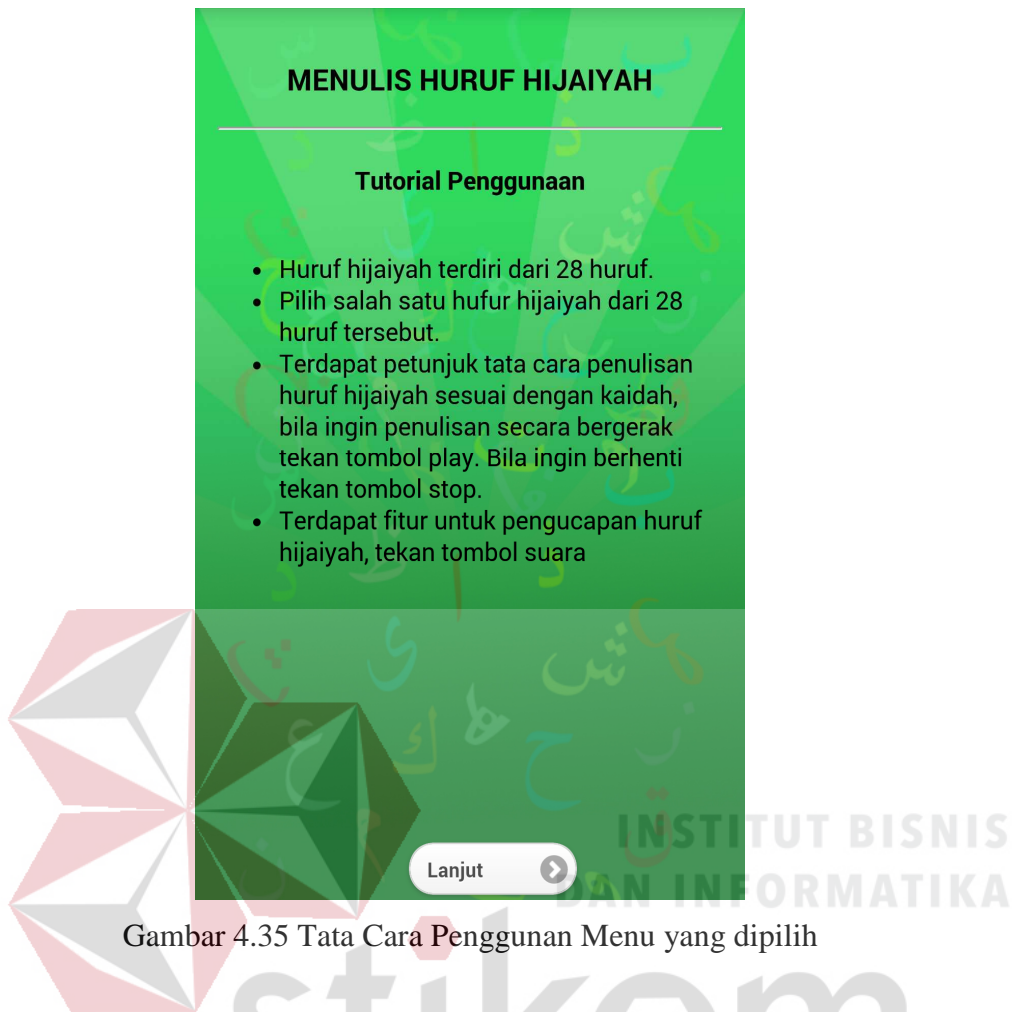 MENULIS HURUF HIJAIYAH
Tutorial Penggunaan
• Huruf hijaiyah terdiri dari 28 huruf.
• Pilih salah satu hufur hijaiyah dari 28
huruf tersebut.
• Terdapat petunjuk tata cara penulisan
huruf hijaiyah sesuai dengan kaidah,
bila ingin penulisan secara bergerak
tekan tombol play. Bila ingin berhenti
tekan tombol stop.
• Terdapat fitur untuk pengucapan huruf
hijaiyah, tekan tombol suara
Lanjut
INSTITUT BISNIS
DAN INFORMATIKA
Gambar 4.35 Tata Cara Penggunan Menu yang dipilih
stikom